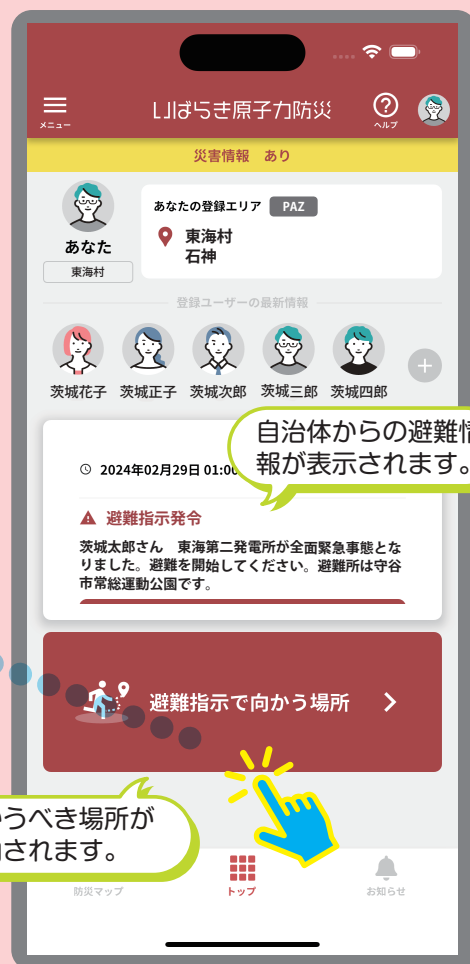 メニュー
いばらき原子力防災
ヘルプ
災害情報 あり
あなた
東海村
あなたの登録エリア PAZ
東海村
石神
登録ユーザーの最新情報
茨城花子 茨城正子 茨城次郎 茨城三郎 茨城四郎
自治体からの避難情
報が表示されます。
2024年02月29日 01:00
避難指示発令
茨城太郎さん 東海第二発電所が全面緊急事態とな
りました。避難を開始してください。避難所は守谷
市常総運動公園です。
避難指示で向かう場所
うべき場所が
されます。
防災マップ
トップ
お知らせ